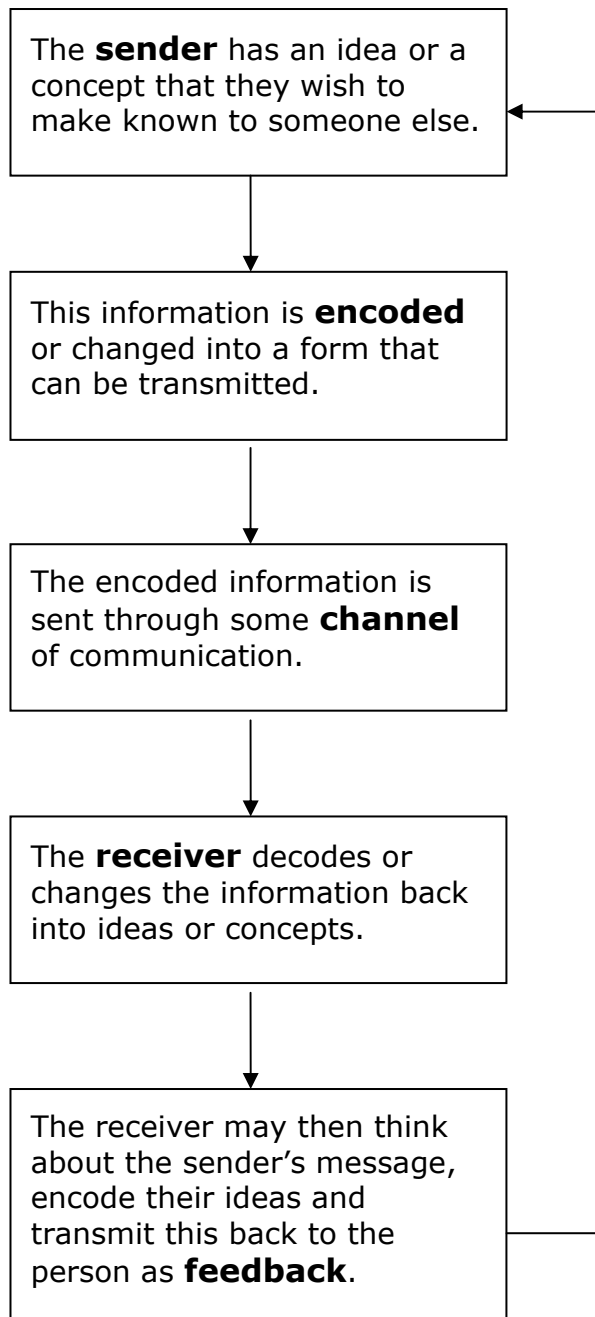 The sender has an idea or a
concept that they wish to
make known to someone else.
This information is encoded
or changed into a form that
can be transmitted.
The encoded information is
sent through some channel
of communication.
The receiver decodes or
changes the information back
into ideas or concepts.
The receiver may then think
about the sender’s message,
encode their ideas and
transmit this back to the
person as feedback.